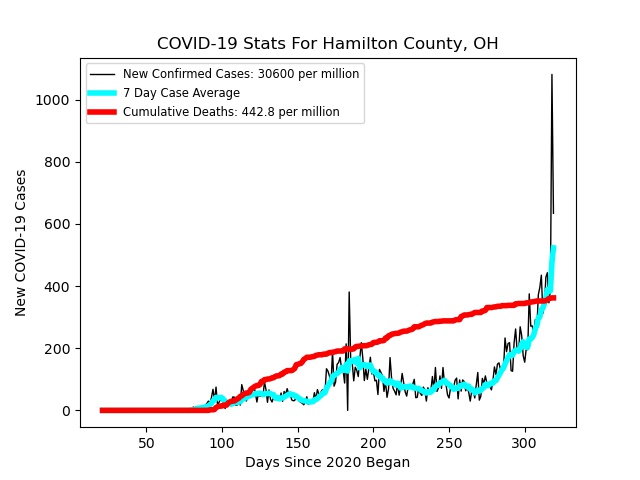 COVID-19 Stats For Hamilton County, OH
New Confirmed Cases: 30600 per million
7 Day Case Average
Cumulative Deaths: 442.8 per million
New COVID-19 Cases
1000
800
600
400
200
0
50 100 150 200 250 300
Days Since 2020 Began